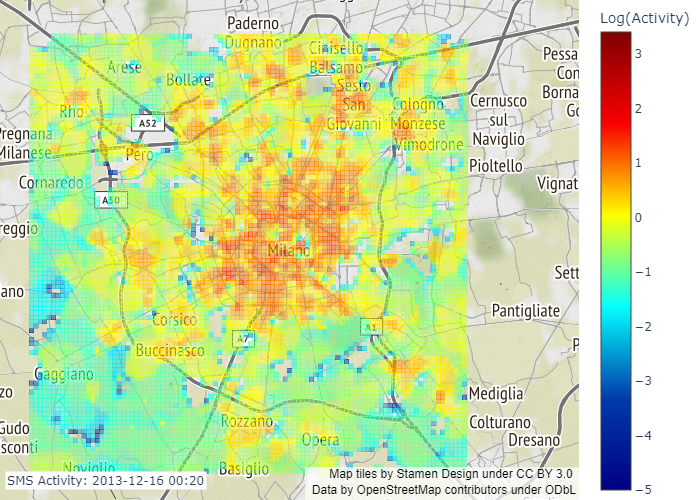 Log(Activity)
Paderno
Dugnano
Cinisello
Balsamo
Arese
Bollate
Sesto
San
Giovanni
Cologno
Monzese
Vimodrone
Pessa
Con
Borna
Go
Cernusco
sul
Naviglio
Rho
A52
Pregnana
Milanese
Pero
Pioltello
Cornaredo
A50
Vignat
reggio
Milano
Sett
ano
Pantigliate
Corsico
A1
A7
Buccinasco
P
Gaggiano
zo
Mediglia
Rozzano
Colturano
Gudo
Dresano
sconti
Opera
Noviglio
Basiglio
3
2
1
0
−1
−2
−3
−4
−5
SMS Activity: 2013-12-16 00:20
Map tiles by Stamen Design under CC BY 3.0
Data by OpenStreetMap contributors under ODbL